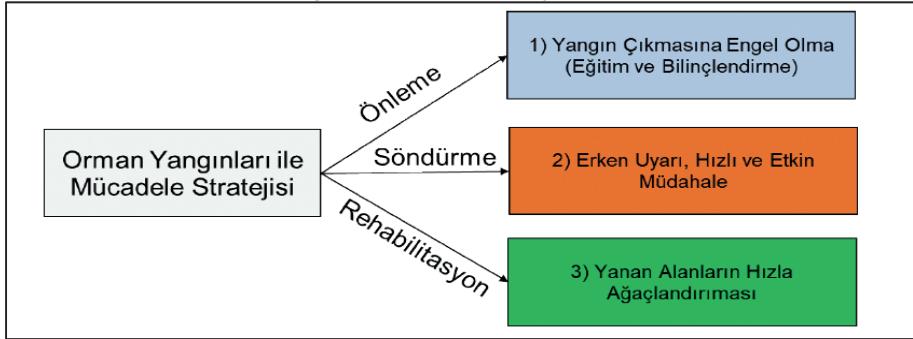 Orman Yangınları ile
Mücadele Stratejisi
Önleme
1) Yangın Çıkmasına Engel Olma
(Eğitim ve Bilinçlendirme)
Söndürme
2) Erken Uyarı, Hızlı ve Etkin
Müdahale
Rehabilitasyon
3) Yanan Alanların Hızla
Ağaçlandırıması